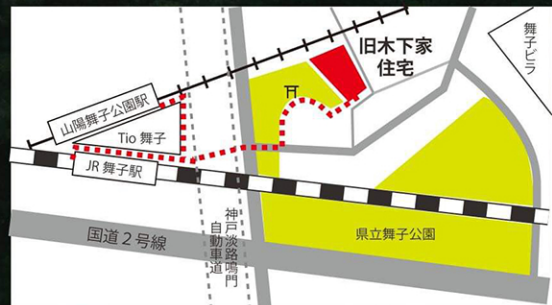 旧木下家
住宅
舞子ビラ
山陽舞子公園駅
Tio 舞子
JR 舞子駅
神戸淡路鳴門
自動車道
国道2号線
県立舞子公園